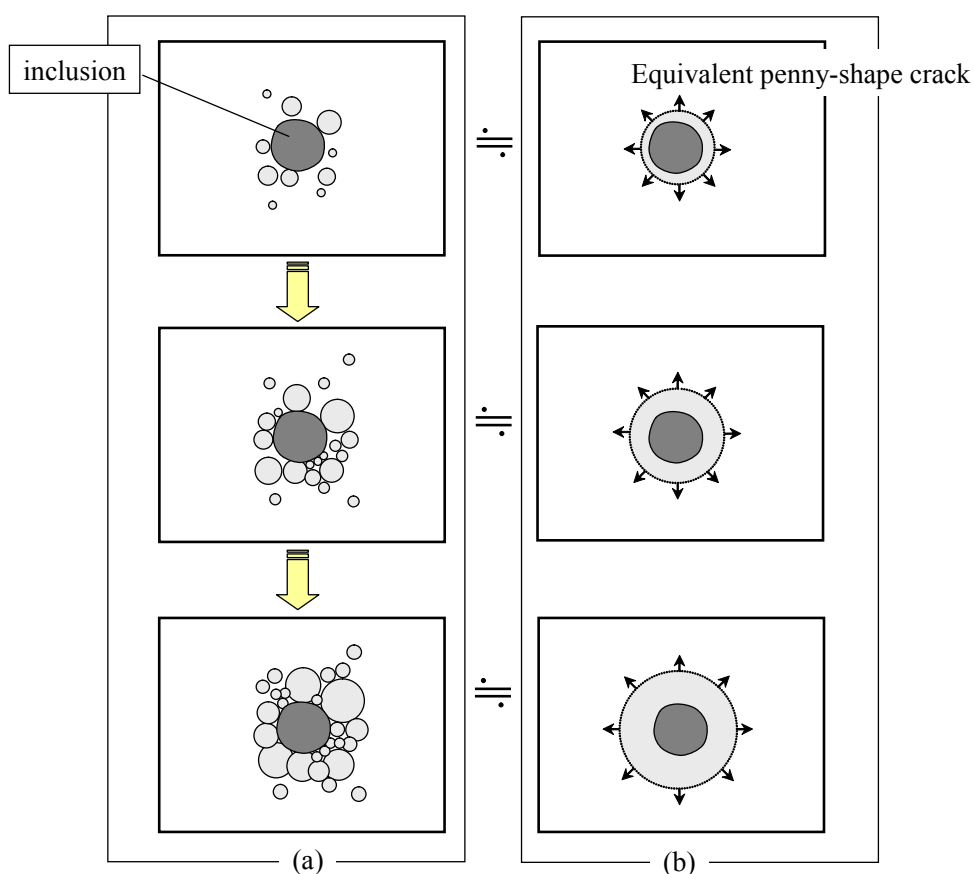 inclusion
Equivalent penny-shape crack
≒
≒
≒
(a)
(b)